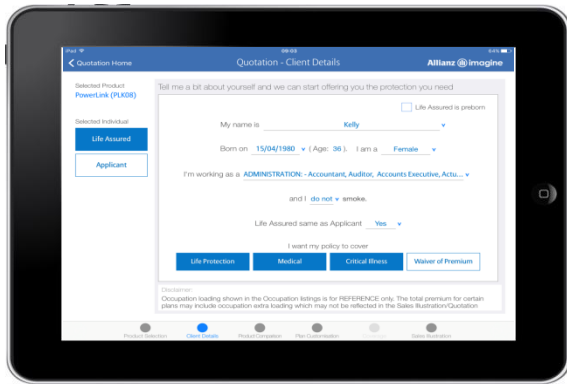 iPad 09:03 64%
Quotation Home Quotation - Client Details Allianz imagine
Selected Product
PowerLink (PLK08)
Tell me a bit about yourself and we can start offering you the protection you need
Life Assured is preborn
Selected Individual
Life Assured
Applicant
My name is Kelly
Born on 15/04/1980 (Age: 36). I am a Female
I'm working as a ADMINISTRATION: - Accountant, Auditor, Accounts Executive, Actu...
and I do not smoke.
Life Assured same as Applicant Yes
I want my policy to cover
Life Protection Medical Critical Illness Waiver of Premium
Disclaimer:
Occupation loading shown in the Occupation listings is for REFERENCE only. The total premium for certain
plans may include occupation extra loading which may not be reflected in the Sales Illustration/Quotation
Product Selection Client Details Product Comparison Plan Customisation Sales Illustration